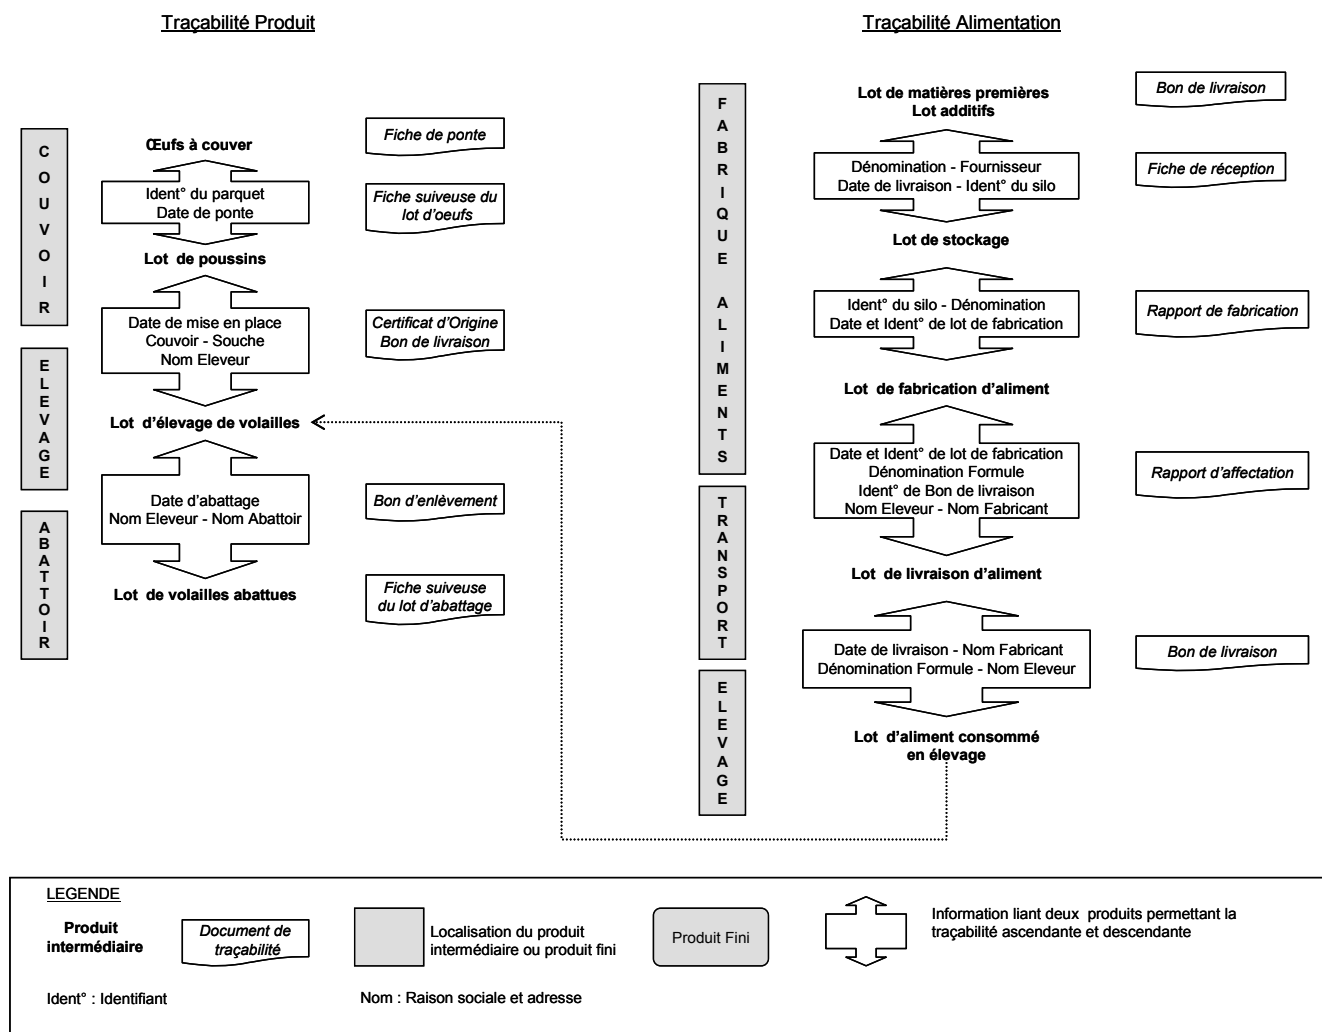 Traçabilité Produit
COUVOIR
Œufs à couver
Ident° du parquet
Date de ponte
Lot de poussins
Date de mise en place
Couvoir - Souche
Nom Eleveur
ELEVAGE
Lot d'élevage de volailles
Date d'abattage
Nom Eleveur - Nom Abattoir
ABATTOIR
Lot de volailles abattues
Fiche de ponte
Fiche suiveuse du
lot d'oeufs
Certificat d'Origine
Bon de livraison
Bon d'enlèvement
Fiche suiveuse
du lot d'abattage
Traçabilité Alimentation
FABRIQUE ALIMENTS
Lot de matières premières
Lot additifs
Dénomination - Fournisseur
Date de livraison - Ident° du silo
Lot de stockage
Ident° du silo - Dénomination
Date et Ident° de lot de fabrication
Lot de fabrication d'aliment
Date et Ident° de lot de fabrication
Dénomination Formule
Ident° de Bon de livraison
Nom Eleveur - Nom Fabricant
TRANSPORT
Lot de livraison d'aliment
Date de livraison - Nom Fabricant
Dénomination Formule - Nom Eleveur
ELEVAGE
Lot d'aliment consommé
en élevage
Bon de livraison
Fiche de réception
Rapport de fabrication
Rapport d'affectation
Bon de livraison
LEGENDE
Produit
intermédiaire
Document de
traçabilité
Localisation du produit
intermédiaire ou produit fini
Produit Fini
Information liant deux produits permettant la
traçabilité ascendante et descendante
Ident° : Identifiant
Nom : Raison sociale et adresse